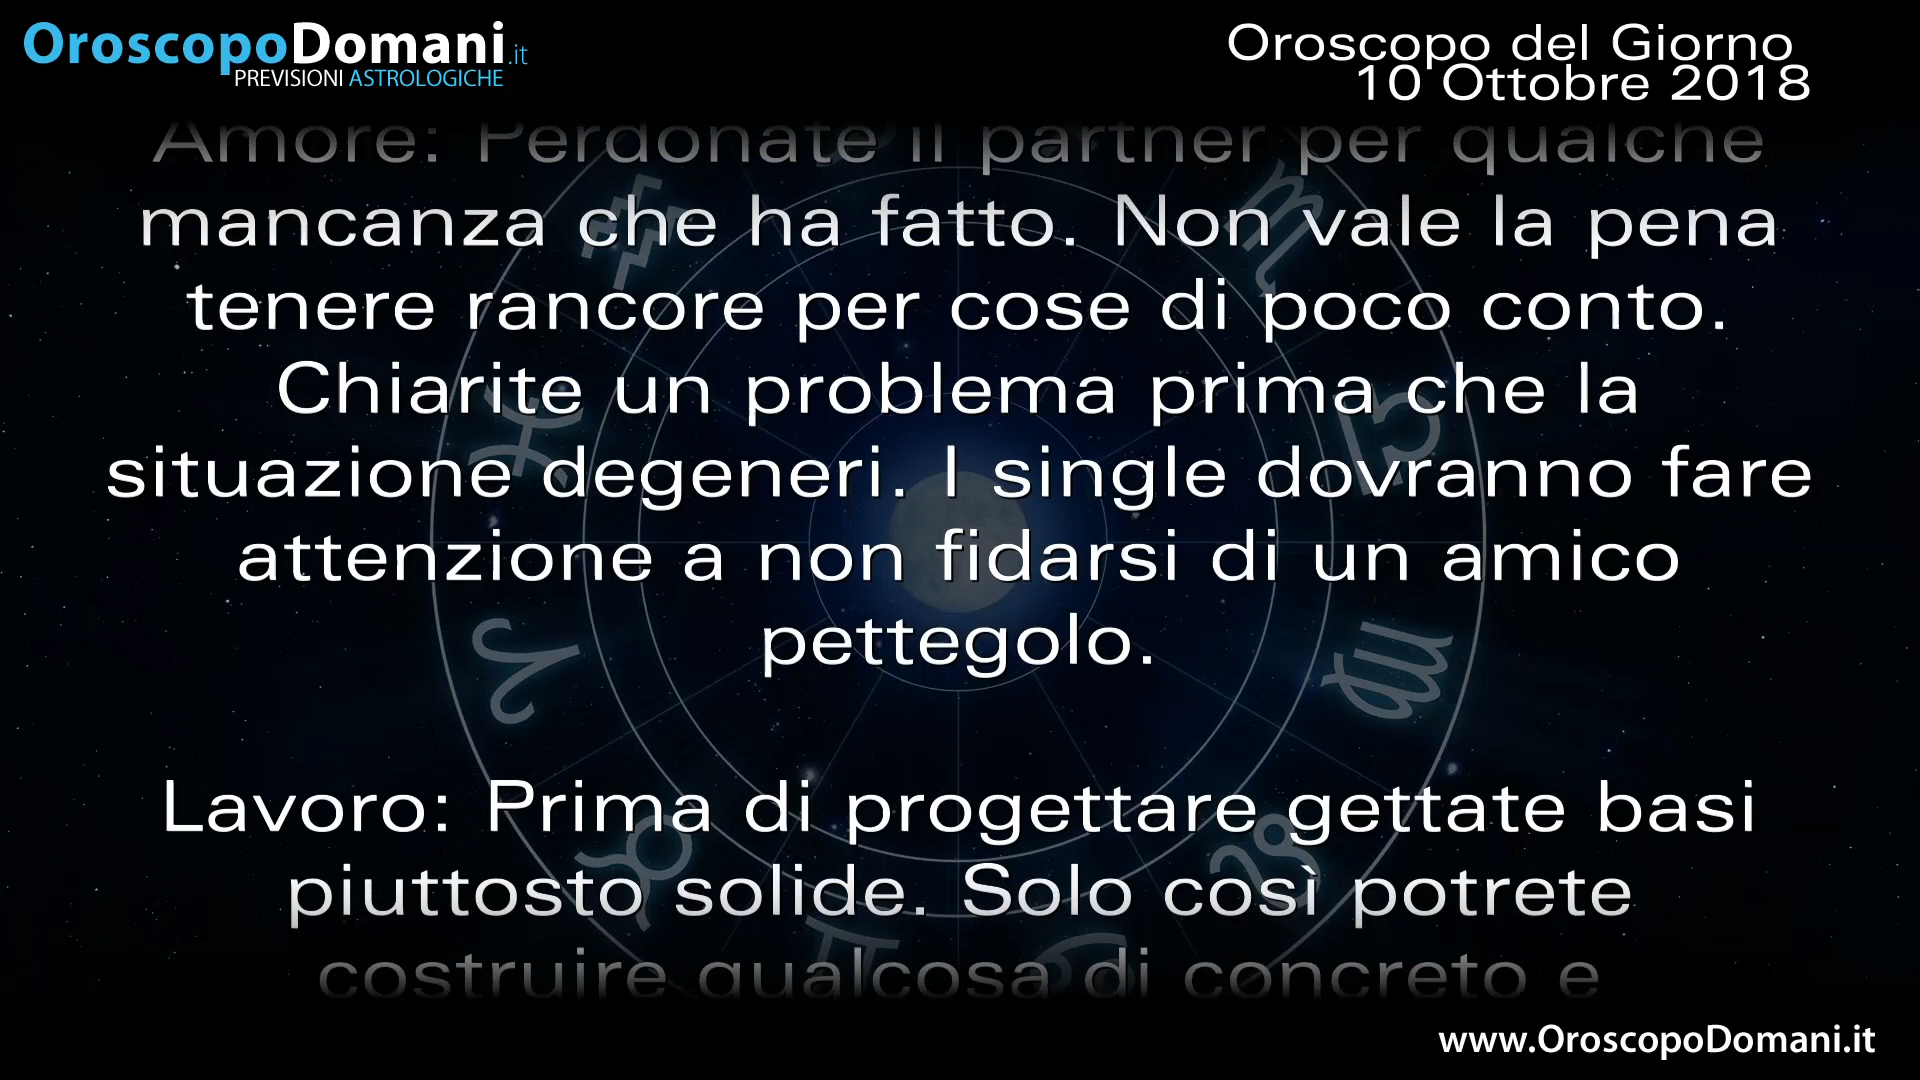 OroscopoDomani.it
PREVISIONI ASTROLOGICHE
Oroscopo del Giorno
10 Ottobre 2018
Amore: Perdonate il partner per qualche
mancanza che ha fatto. Non vale la pena
tenere rancore per cose di poco conto.
Chiarite un problema prima che la
situazione degeneri. I single dovranno fare
attenzione a non fidarsi di un amico
pettegolo.
Lavoro: Prima di progettare gettate basi
piuttosto solide. Solo così potrete
costruire qualcosa di concreto e
www.OroscopoDomani.it